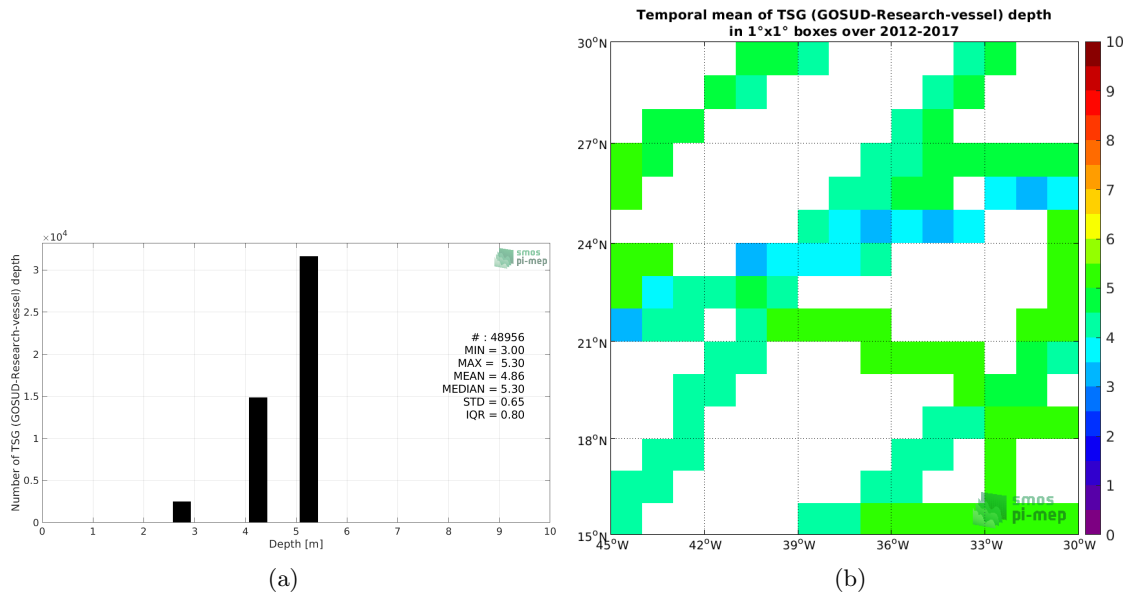 ×10⁴
Number of TSG (GOSUD-Research-vessel) depth
3
2.5
2
1.5
1
0.5
0
0 1 2 3 4 5 6 7 8 9 10
Depth [m]
smos
pi-mep
# : 48956
MIN = 3.00
MAX = 5.30
MEAN = 4.86
MEDIAN = 5.30
STD = 0.65
IQR = 0.80
(a)
Temporal mean of TSG (GOSUD-Research-vessel) depth
in 1°x1° boxes over 2012-2017
30°N
27°N
24°N
21°N
18°N
15°N
45°W 42°W 39°W 36°W 33°W 30°W
smos
pi-mep
10
9
8
7
6
5
4
3
2
1
0
(b)